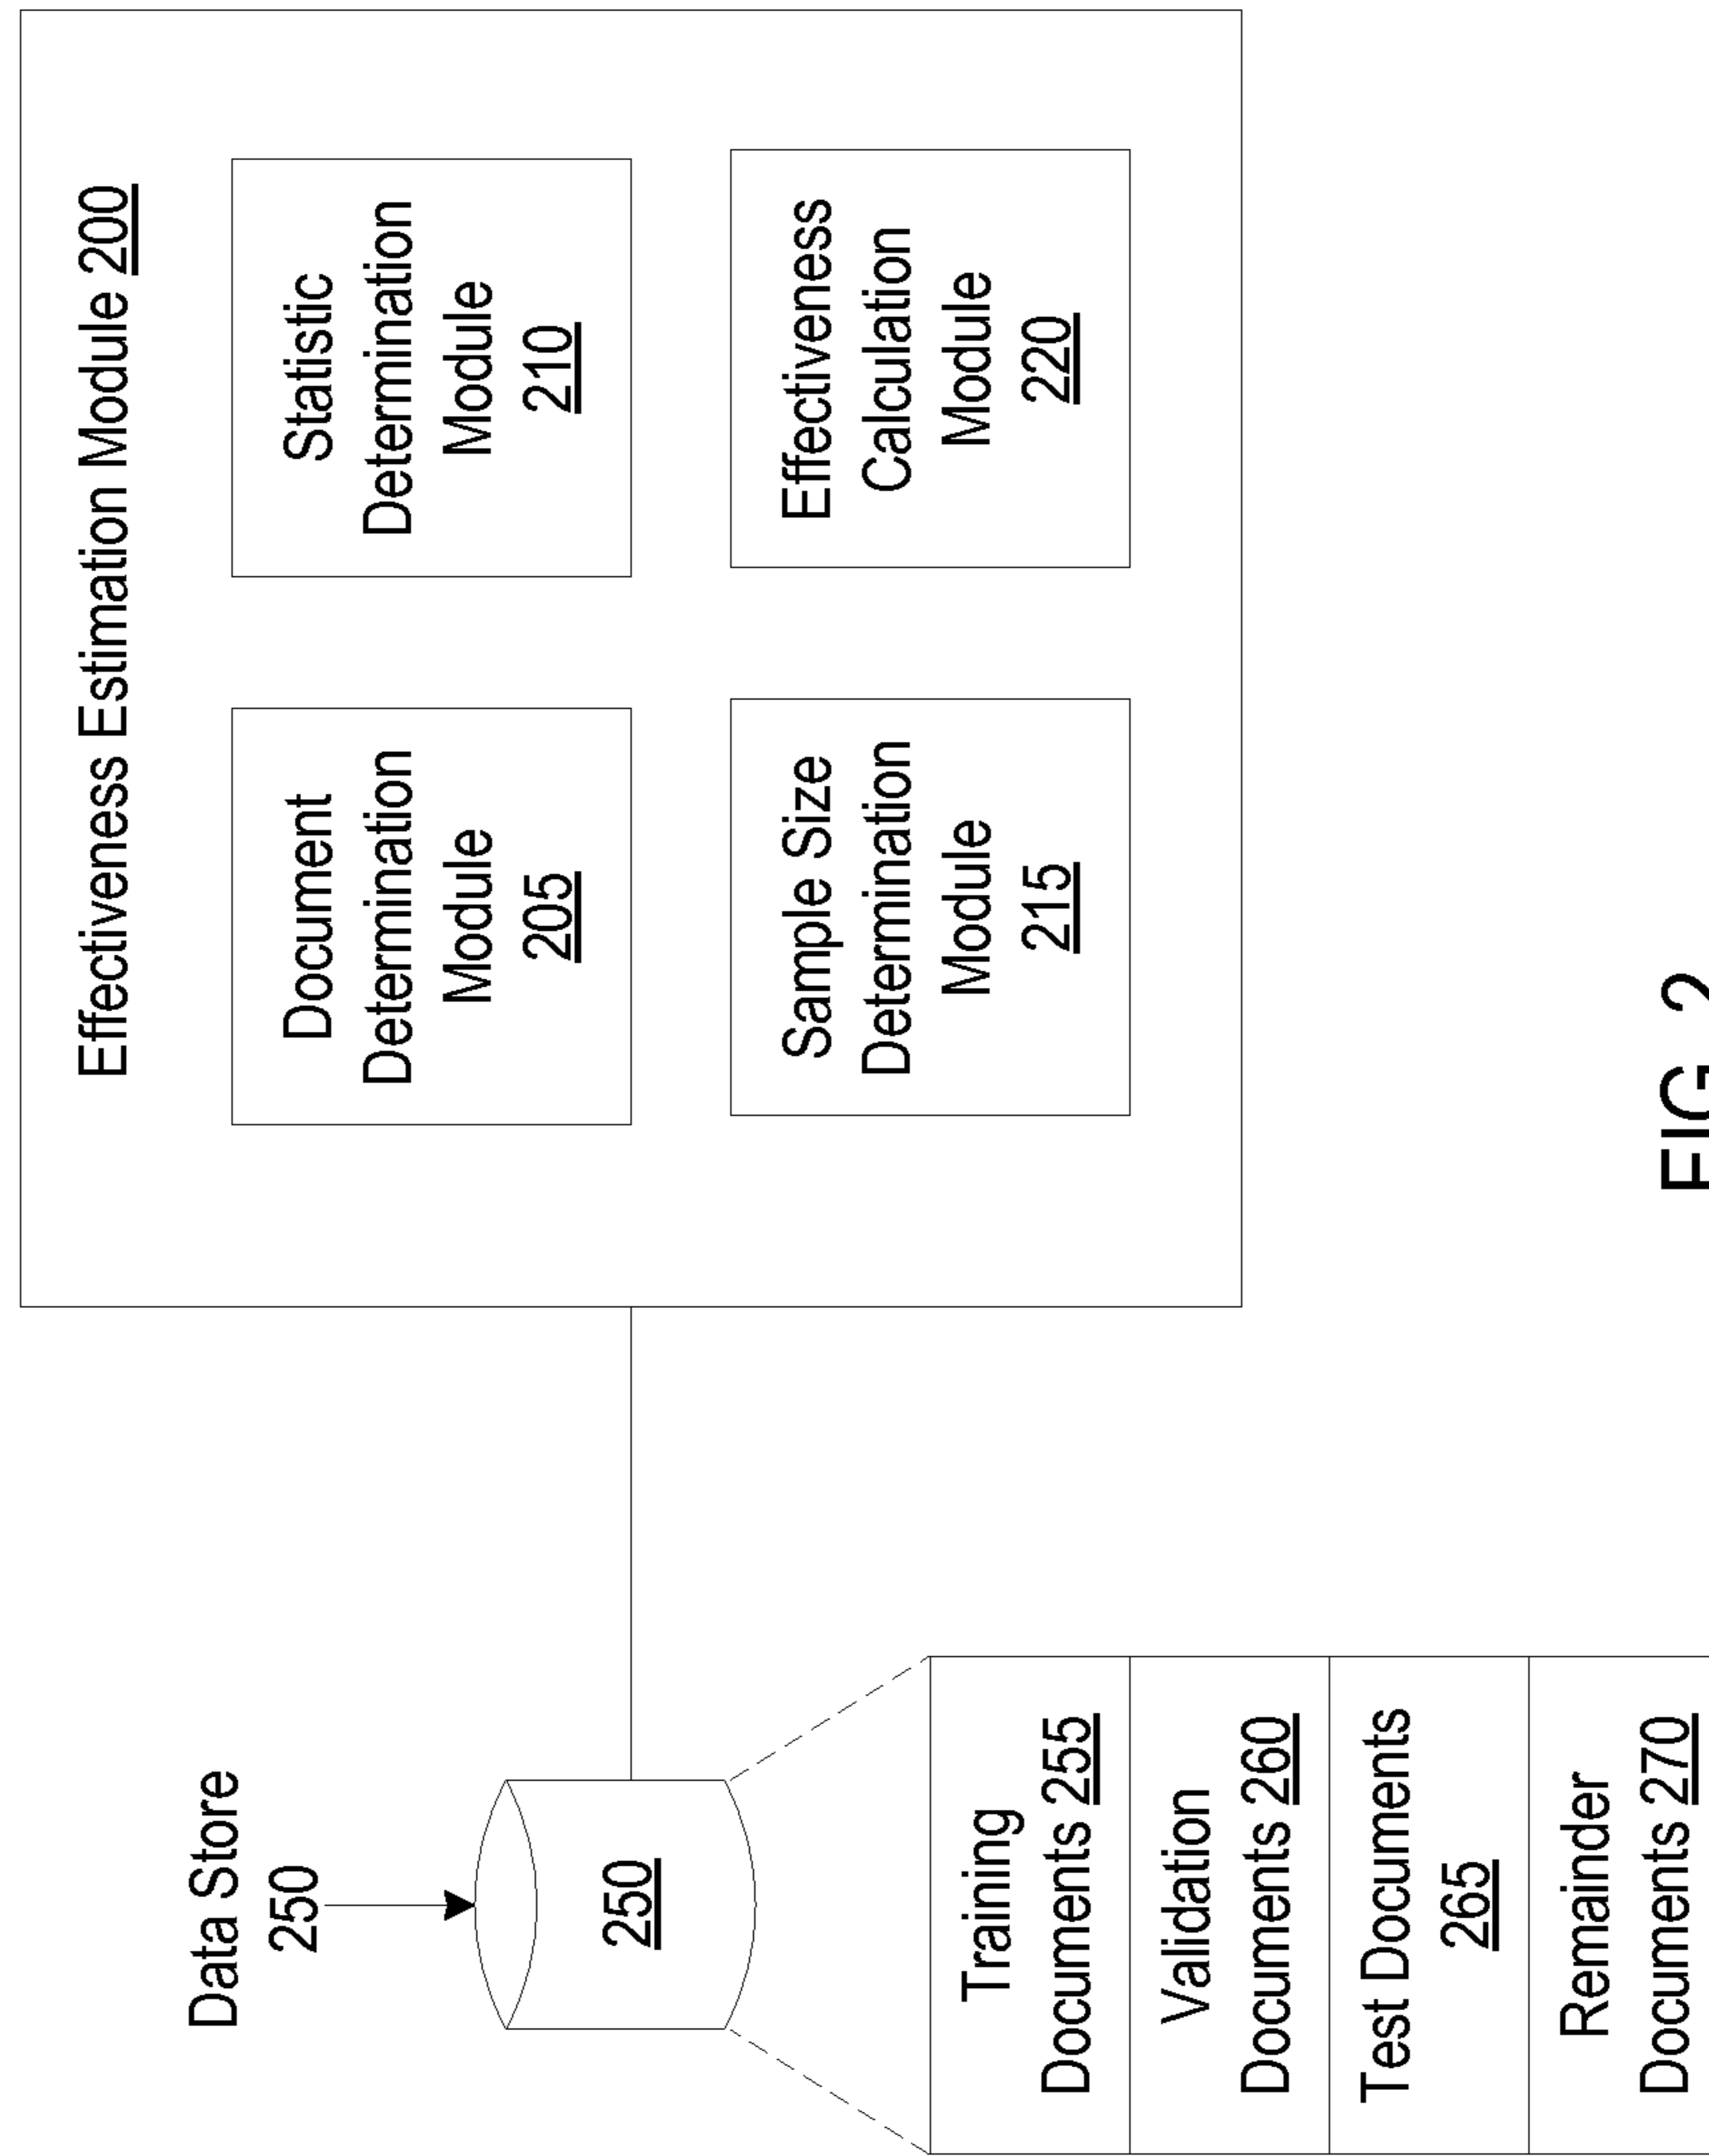 Effectiveness Estimation Module 200
Document
Determination
Module
205
Statistic
Determination
Module
210
Sample Size
Determination
Module
215
Effectiveness
Calculation
Module
220
Data Store
250
250
Training
Documents 255
Validation
Documents 260
Test Documents
265
Remainder
Documents 270
FIG. 2